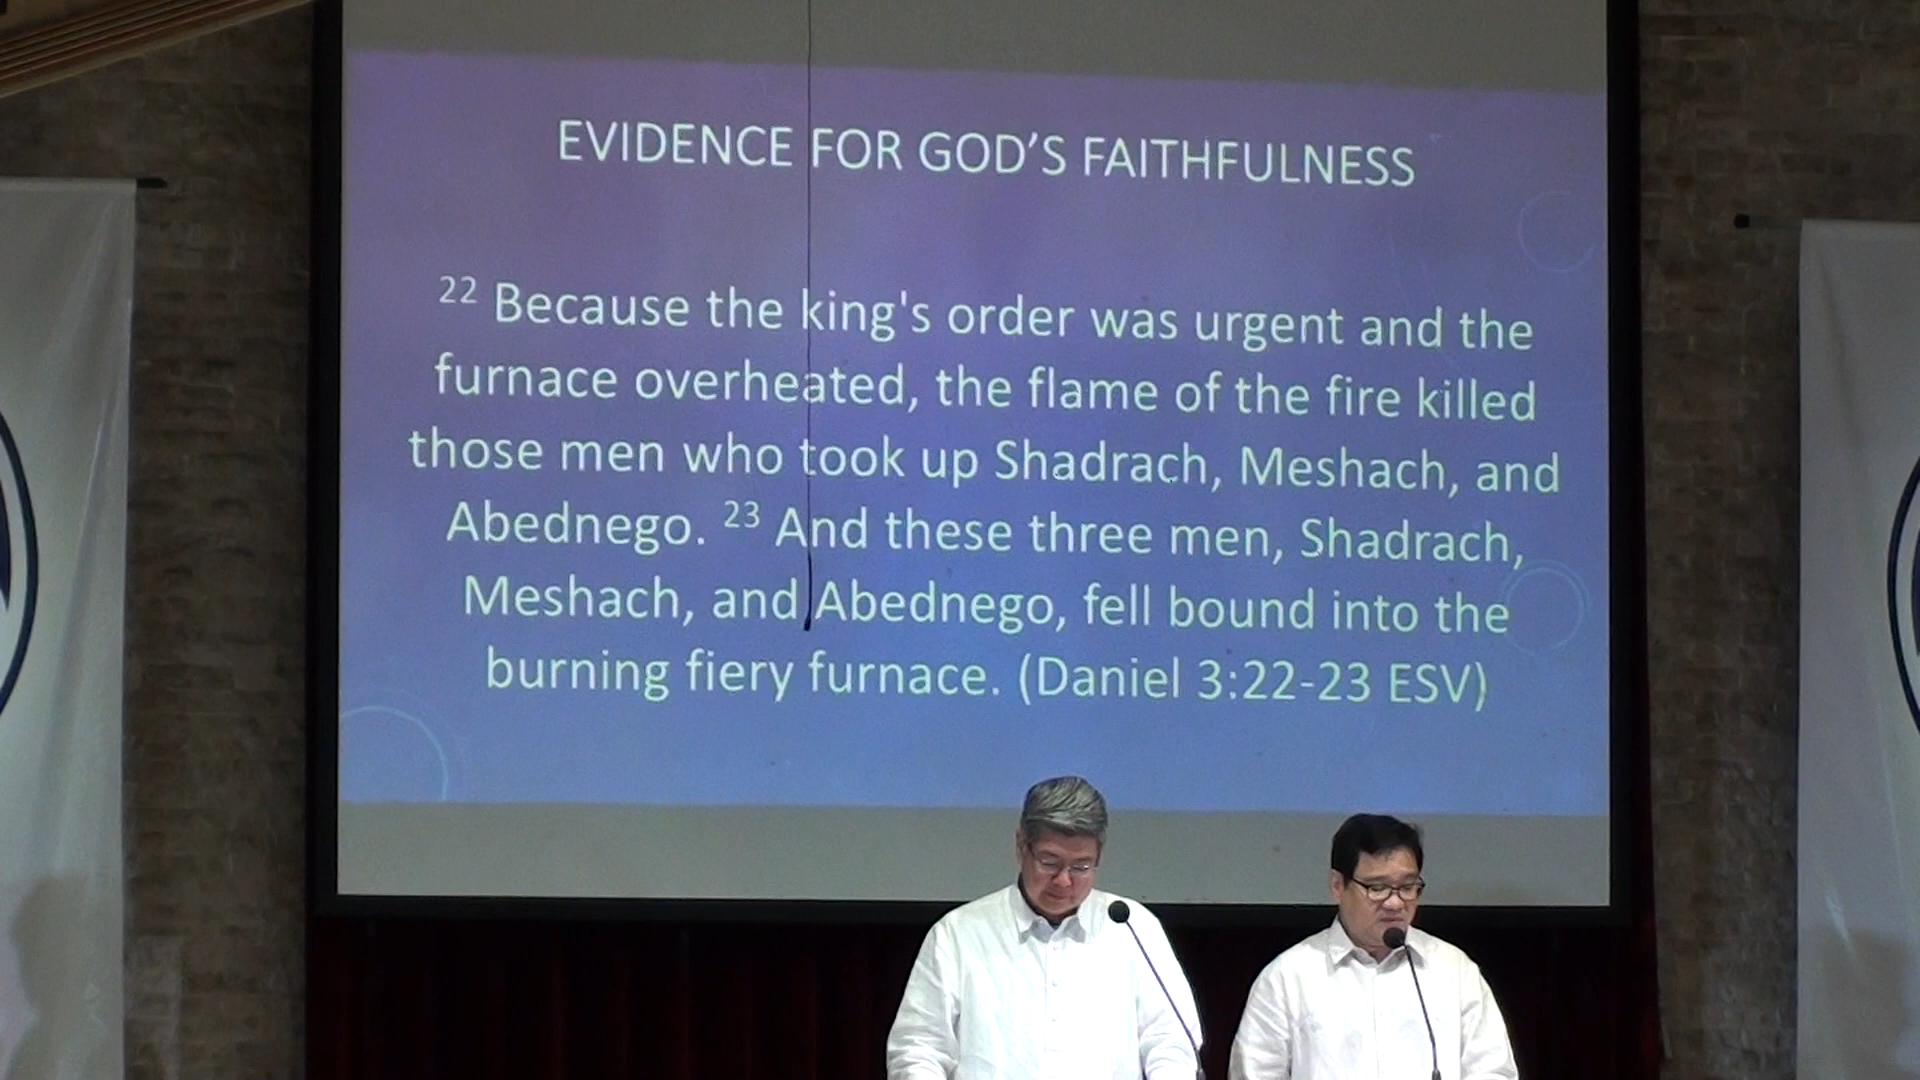 EVIDENCE FOR GOD’S FAITHFULNESS
22 Because the king's order was urgent and the
furnace overheated, the flame of the fire killed
those men who took up Shadrach, Meshach, and
Abednego. 23 And these three men, Shadrach,
Meshach, and Abednego, fell bound into the
burning fiery furnace. (Daniel 3:22-23 ESV)